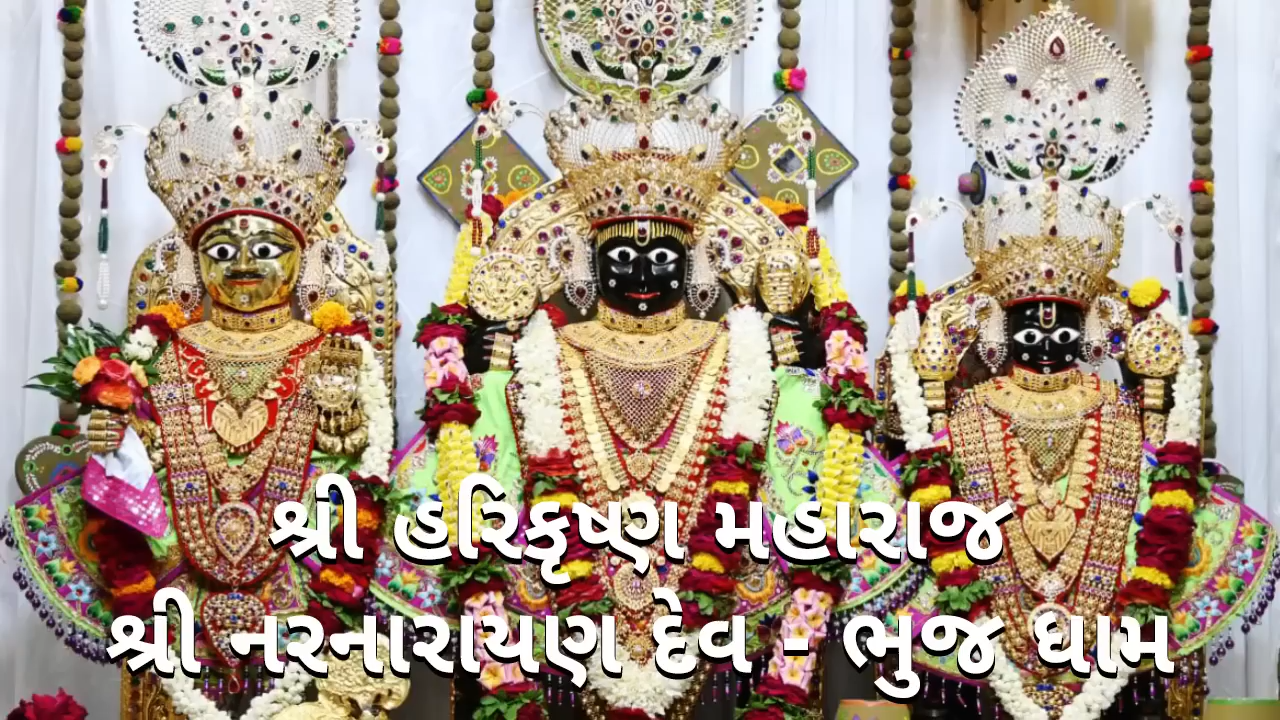 શ્રી હરિકૃષ્ણ મહારાજ
શ્રી નરનારાયણ દેવ - ભુજ ધામ